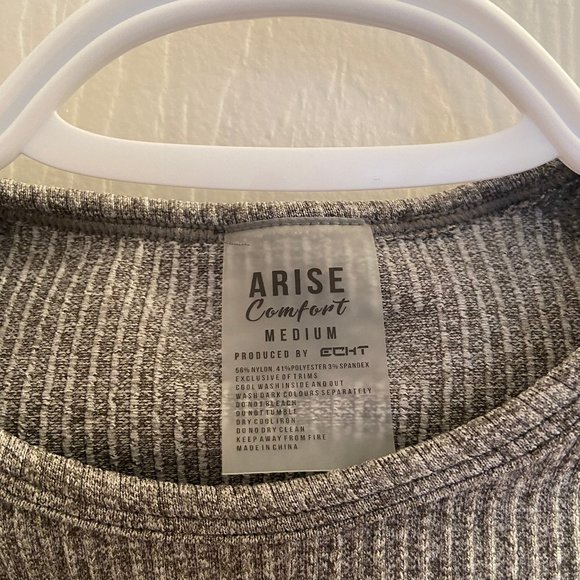 ARISE
Comfort
MEDIUM
PRODUCED BY ECHT
56% NYLON, 41% POLYESTER 3% SPANDEX
EXCLUSIVE OF TRIMS
COOL WASH INSIDE AND OUT
WASH DARK COLOURS SEPARATELY
DO NOT BLEACH
DO NOT TUMBLE
DRY COOL IRON
DO NO DRY CLEAN
KEEP AWAY FROM FIRE
MADE IN CHINA